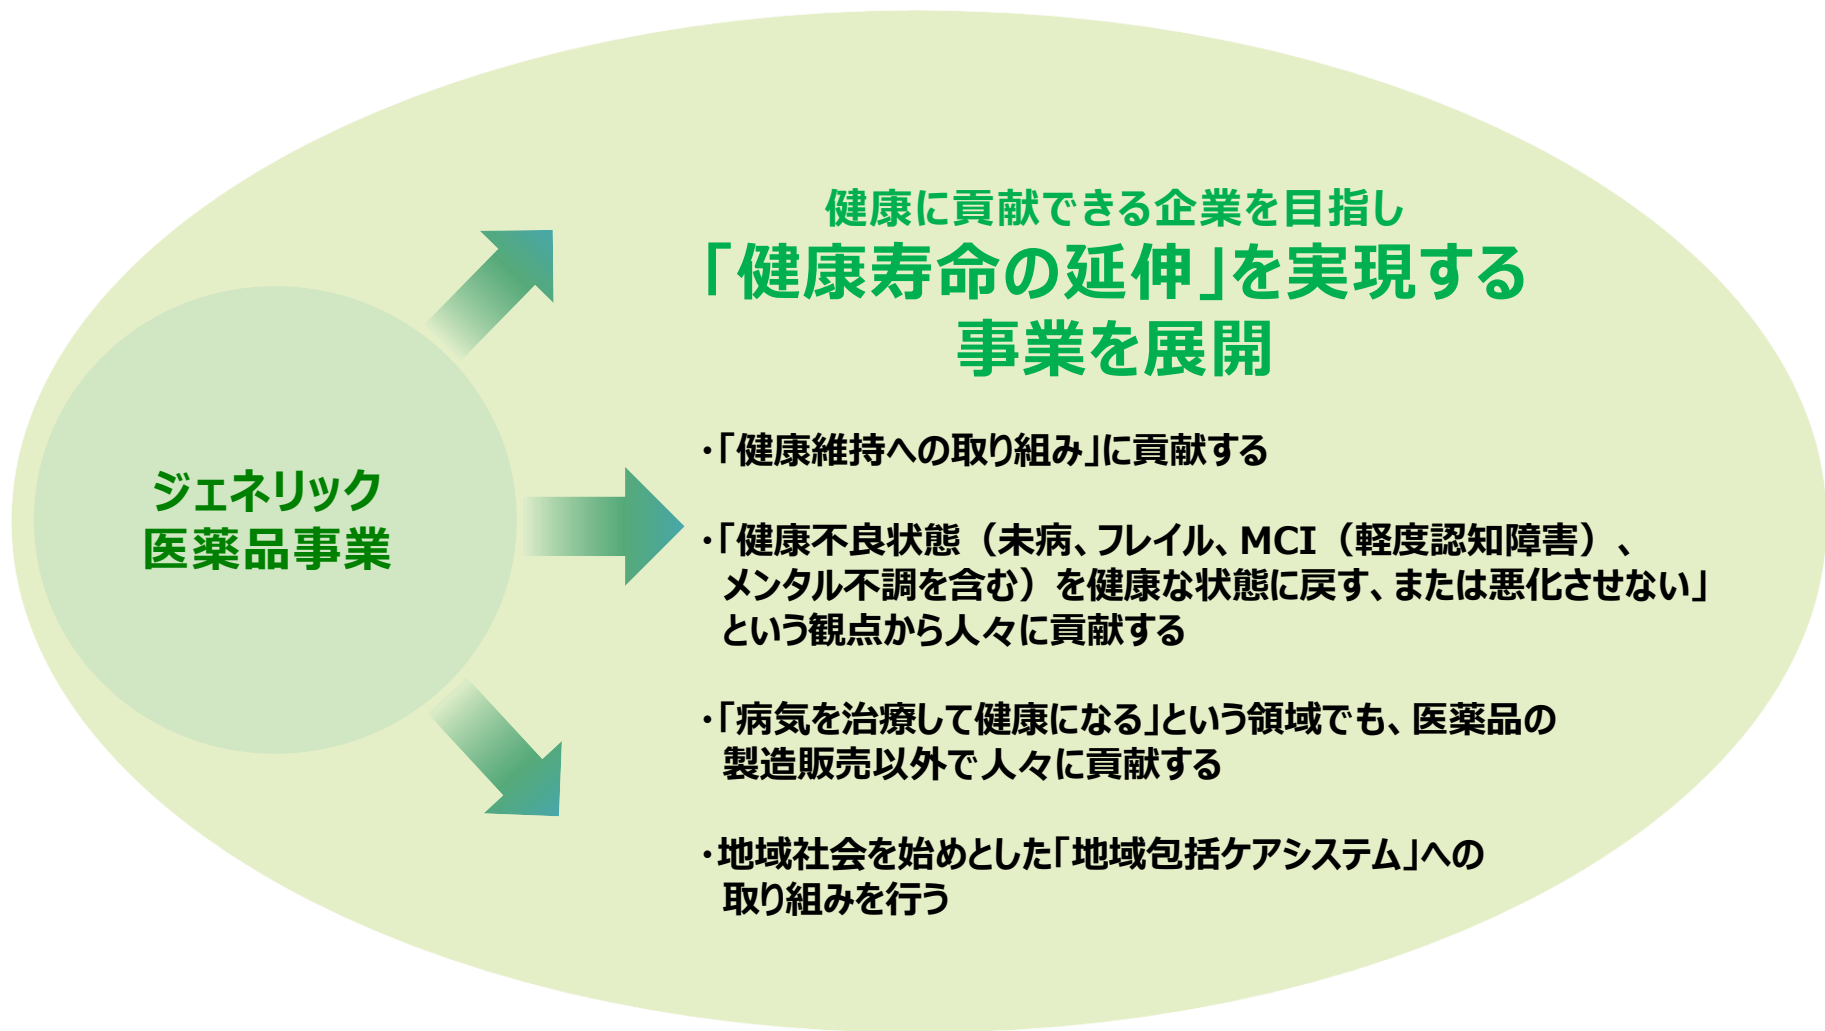 健康に貢献できる企業を目指し
「健康寿命の延伸」を実現する
事業を展開
ジェネリック
医薬品事業
・「健康維持への取り組み」に貢献する
・「健康不良状態（未病、フレイル、MCI（軽度認知障害）、
メンタル不調を含む）を健康な状態に戻す、または悪化させない」
という観点から人々に貢献する
・「病気を治療して健康になる」という領域でも、医薬品の
製造販売以外で人々に貢献する
・地域社会を始めとした「地域包括ケアシステム」への
取り組みを行う